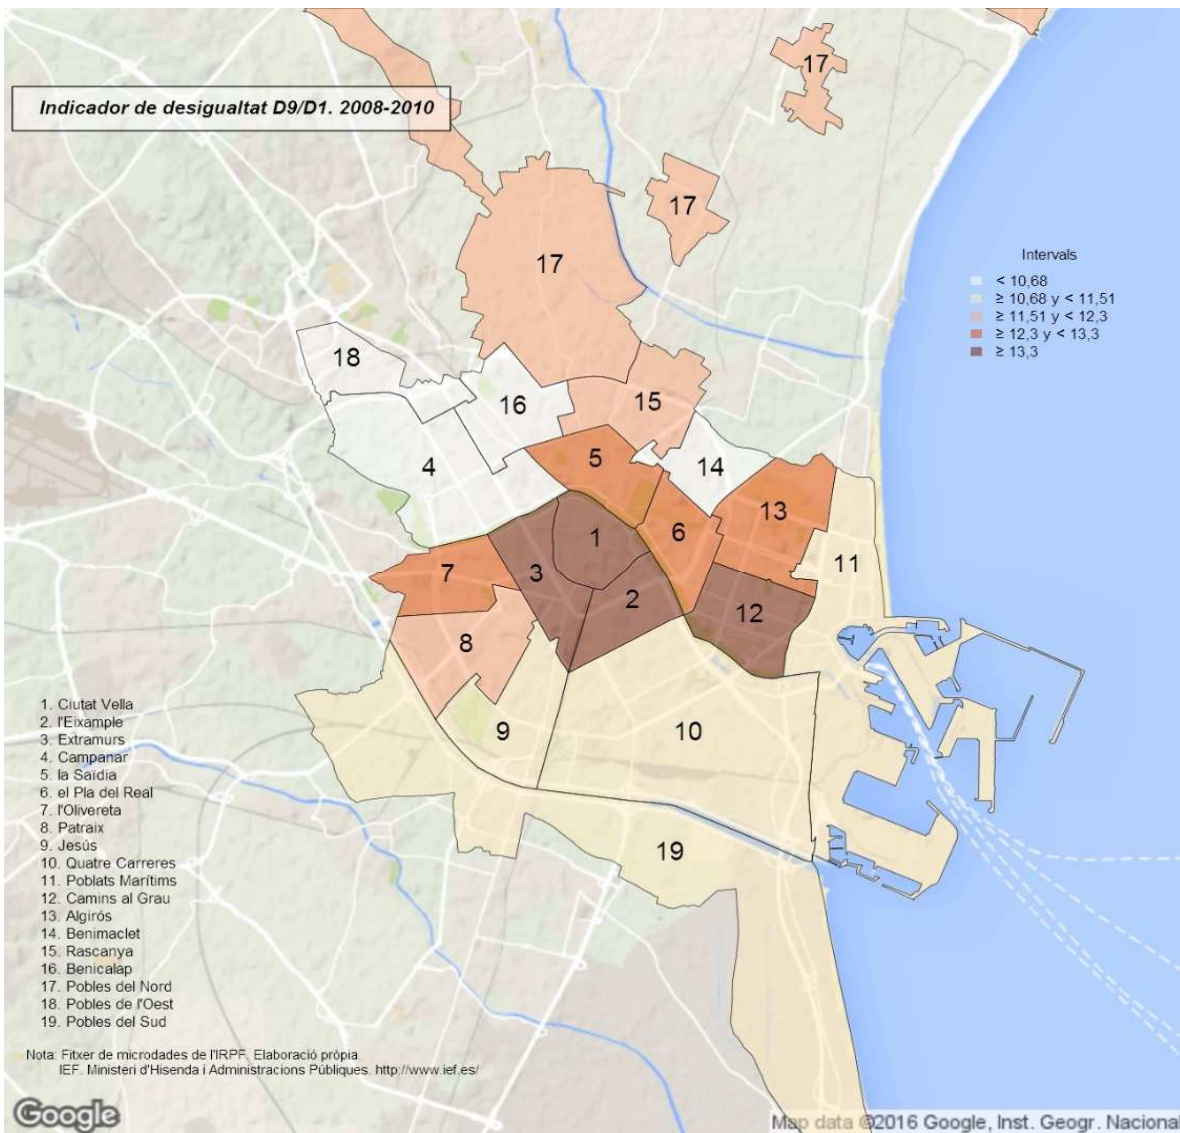 Indicador de desigualtat D9/D1. 2008-2010
17
17
17
Intervals
< 10,68
≥ 10,68 y < 11,51
≥ 11,51 y < 12,3
≥ 12,3 y < 13,3
≥ 13,3
18
16
15
4
5
14
13
6
1
11
7
3
2
12
8
9
10
19
1. Ciutat Vella
2. l'Eixample
3. Extramurs
4. Campanar
5. la Saïdia
6. el Pla del Real
7. l'Olivereta
8. Patraix
9. Jesús
10. Quatre Carreres
11. Poblats Marítims
12. Camins al Grau
13. Algirós
14. Benimaclet
15. Rascanya
16. Benicalap
17. Pobles del Nord
18. Pobles de l'Oest
19. Pobles del Sud
Nota: Fitxer de microdades de l'IRPF. Elaboració pròpia.
IEF. Ministeri d'Hisenda i Administracions Públiques. http://www.ief.es/
Google
Map data ©2016 Google, Inst. Geogr. Nacional